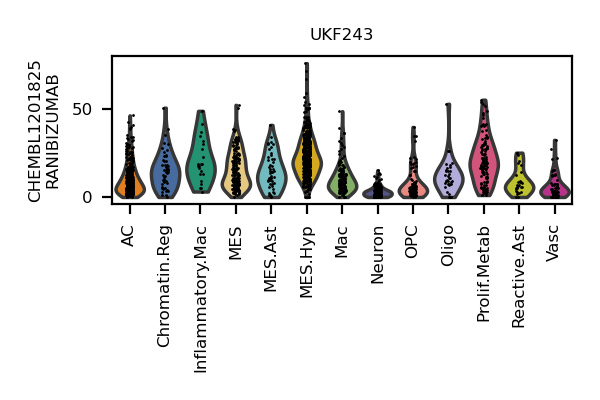 UKF243
CHEMBL1201825
RANIBIZUMAB
50
0
AC
Chromatin.Reg
Inflammatory.Mac
MES
MES.Ast
MES.Hyp
Mac
Neuron
OPC
Oligo
Prolif.Metab
Reactive.Ast
Vasc